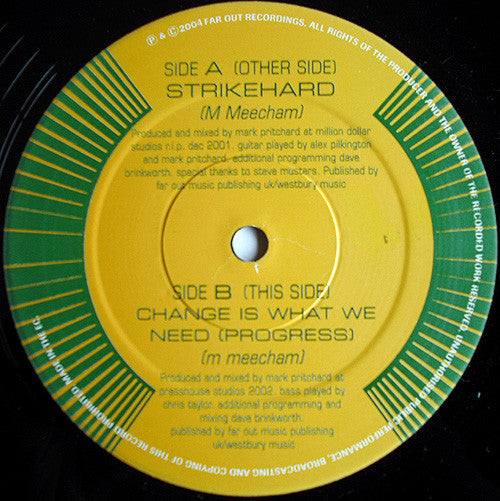 ℗ & © 2004 FAR OUT RECORDINGS. ALL RIGHTS OF THE PRODUCER AND THE OWNER OF THE RECORDED WORK RESERVED. UNAUTHORISED PUBLIC PERFORMANCE, BROADCASTING AND COPYING OF THIS RECORD PROHIBITED. MADE IN THE EC.
SIDE A (OTHER SIDE)
STRIKEHARD
(M Meecham)
Produced and mixed by mark pritchard at million dollar
studios r.i.p. dec 2001. guitar played by alex pilkington
and mark pritchard. additional programming dave
brinkworth. special thanks to steve musters. Published by
far out music publishing uk/westbury music
1
SIDE B (THIS SIDE)
CHANGE IS WHAT WE
NEED (PROGRESS)
(m meecham)
Produced and mixed by mark pritchard at
presshouse studios 2002. bass played by
chris taylor. additional programming and
mixing dave brinkworth.
published by far out music publishing
uk/westbury music